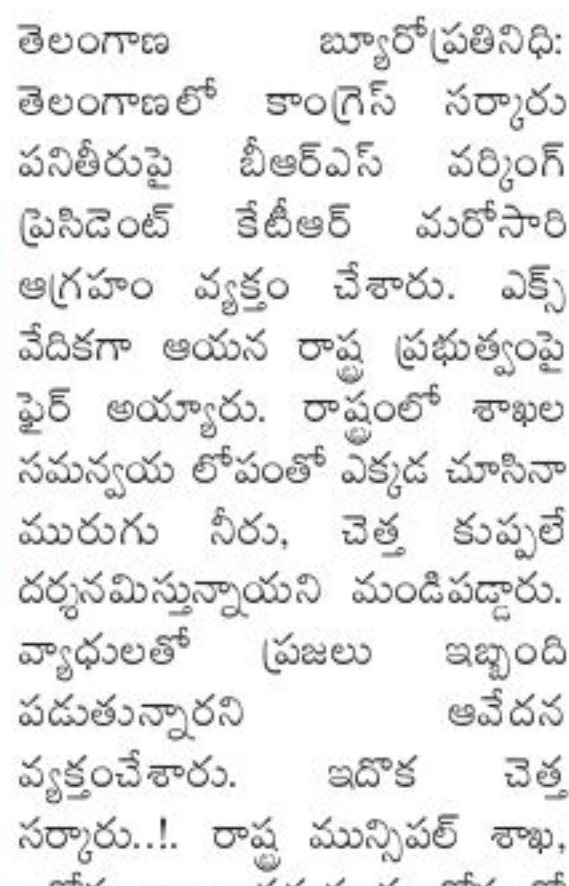 తెలంగాణ బ్యూరోప్రతినిధి:
తెలంగాణలో కాంగ్రెస్ సర్కారు
పనితీరుపై బీఆర్ఎస్ వర్కింగ్
ప్రెసిడెంట్ కేటీఆర్ మరోసారి
ఆగ్రహం వ్యక్తం చేశారు. ఎక్స్
వేదికగా ఆయన రాష్ట్ర ప్రభుత్వంపై
ఫైర్ అయ్యారు. రాష్ట్రంలో శాఖల
సమన్వయ లోపంతో ఎక్కడ చూసినా
మురుగు నీరు, చెత్త కుప్పలే
దర్శనమిస్తున్నాయని మండిపడ్డారు.
వ్యాధులతో ప్రజలు ఇబ్బంది
పడుతున్నారని ఆవేదన
వ్యక్తంచేశారు. ఇదొక చెత్త
సర్కారు..!. రాష్ట్ర మున్సిపల్ శాఖ,